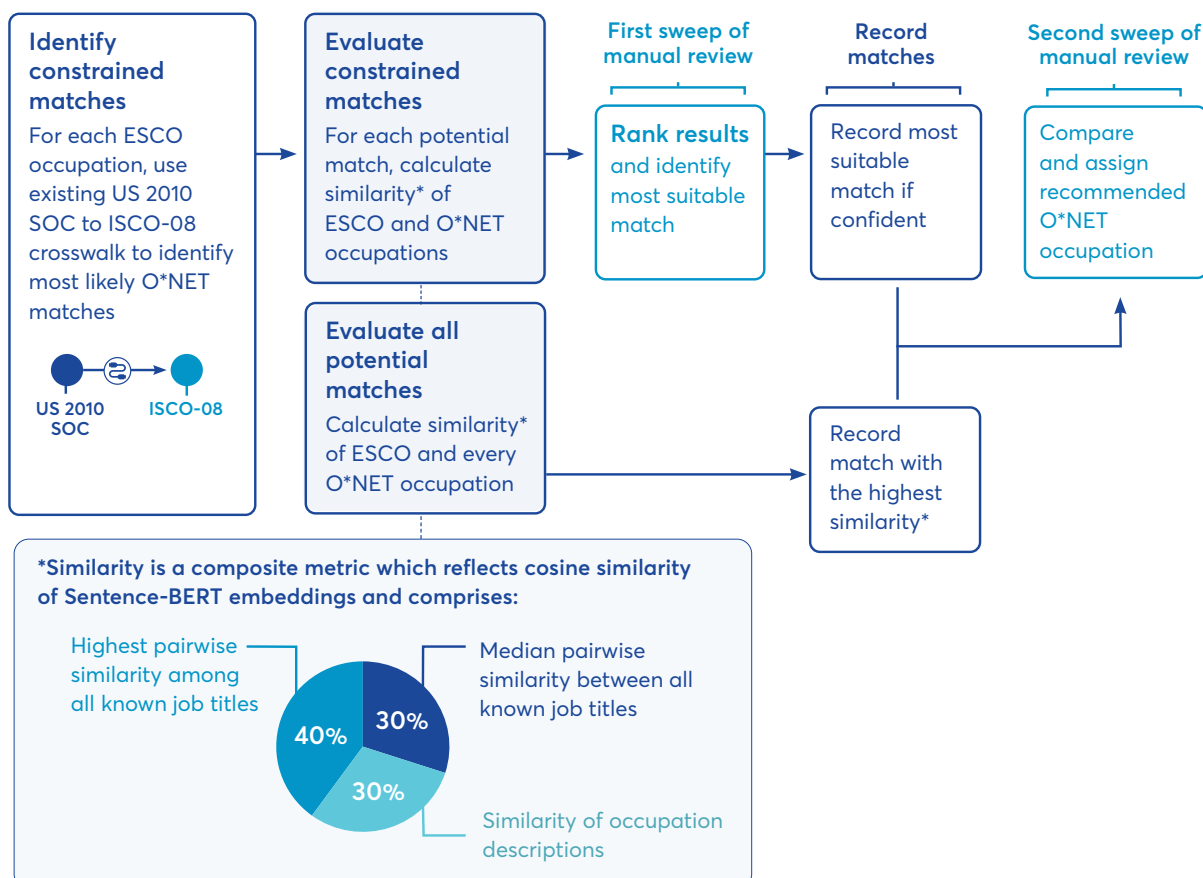 Identify
constrained
matches
For each ESCO
occupation, use
existing US 2010
SOC to ISCO-08
crosswalk to identify
most likely O*NET
matches
US 2010
SOC
ISCO-08
Evaluate
constrained
matches
For each potential
match, calculate
similarity* of
ESCO and O*NET
occupations
Evaluate all
potential
matches
Calculate similarity*
of ESCO and every
O*NET occupation
First sweep of
manual review
Rank results
and identify
most suitable
match
Record
matches
Record most
suitable
match if
confident
Record
match with
the highest
similarity*
Second sweep of
manual review
Compare
and assign
recommended
O*NET
occupation
*Similarity is a composite metric which reflects cosine similarity
of Sentence-BERT embeddings and comprises:
Highest pairwise
similarity among
all known job titles
40%
Median pairwise
similarity between all
known job titles
30%
30%
Similarity of occupation
descriptions